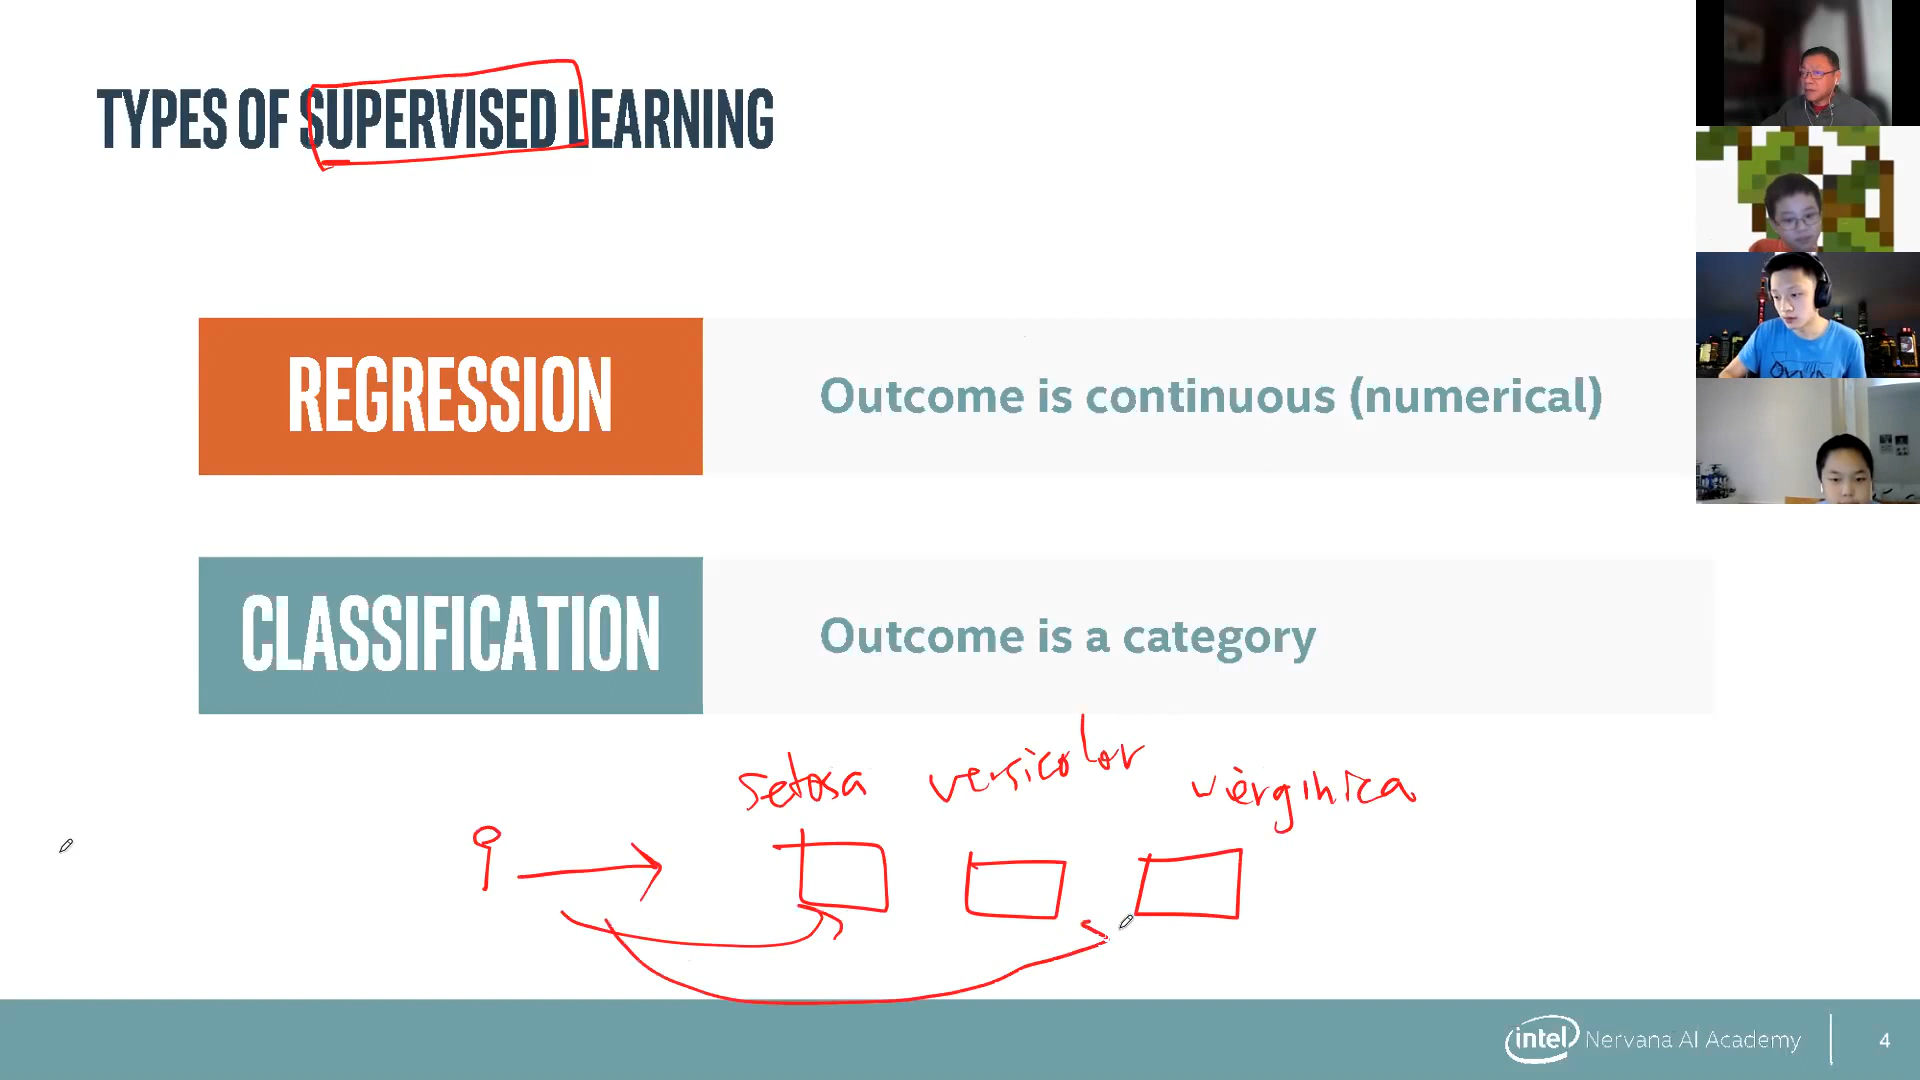 TYPES OF SUPERVISED LEARNING
REGRESSION
Outcome is continuous (numerical)
CLASSIFICATION
Outcome is a category
setosa versicolor vierginica
intel Nervana AI Academy 4